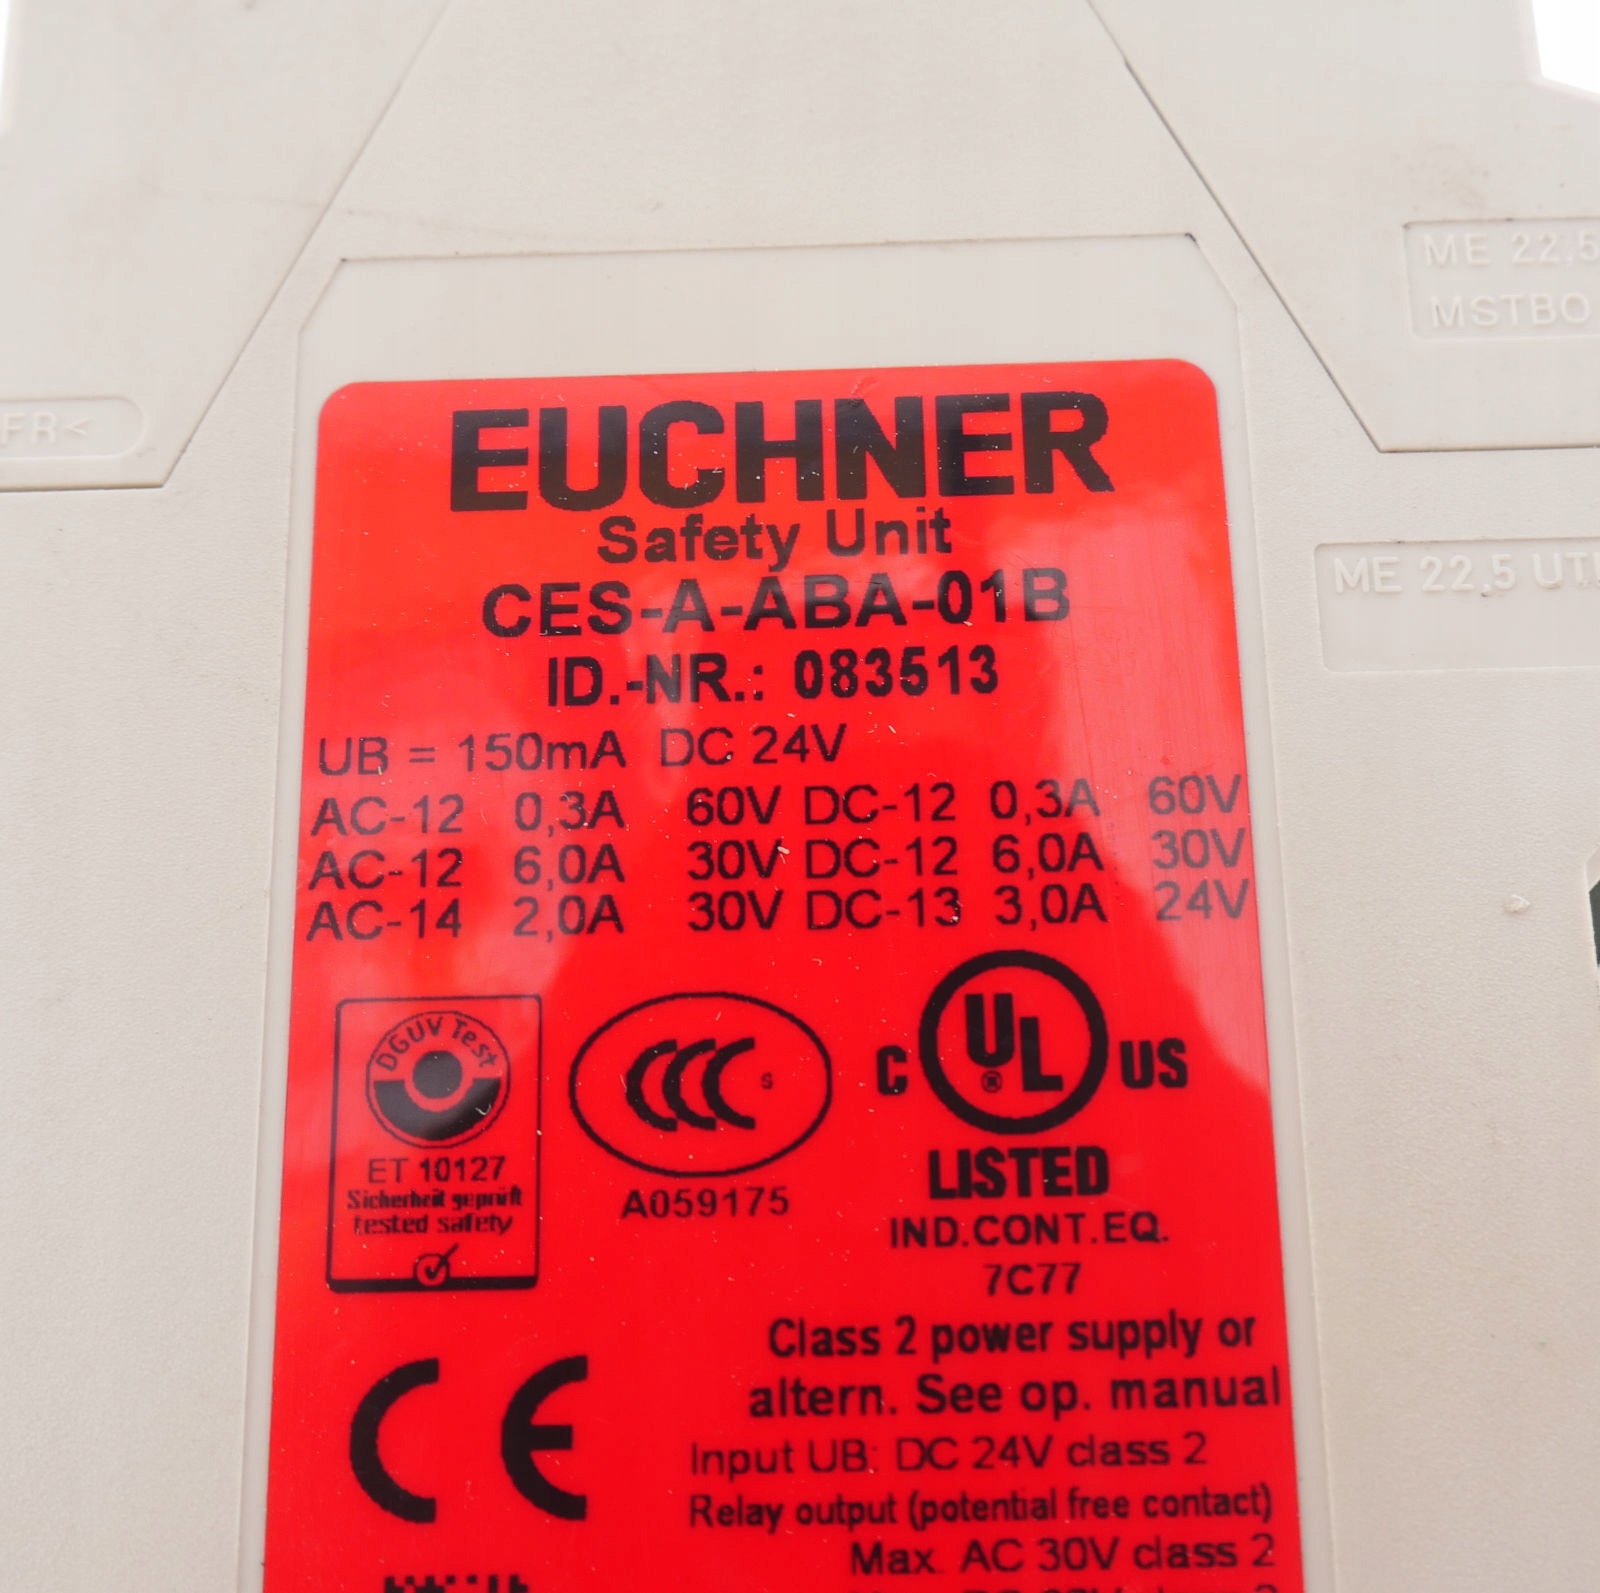 ME 22,5
MSTBO
FR<
ME 22,5
EUCHNER
Safety Unit
CES-A-ABA-01B
ID.-NR.: 083513
UB = 150mA DC 24V
AC-12 0,3A 60V DC-12 0,3A 60V
AC-12 6,0A 30V DC-12 6,0A 30V
AC-14 2,0A 30V DC-13 3,0A 24V
DGUV Test
ET 10127
Sicherheit geprüft
tested safety
CCC S
A059175
C UL US
LISTED
IND.CONT.EQ.
7C77
CE
Class 2 power supply or
altern. See op. manual
Input UB: DC 24V class 2
Relay output (potential free contact)
Max. AC 30V class 2